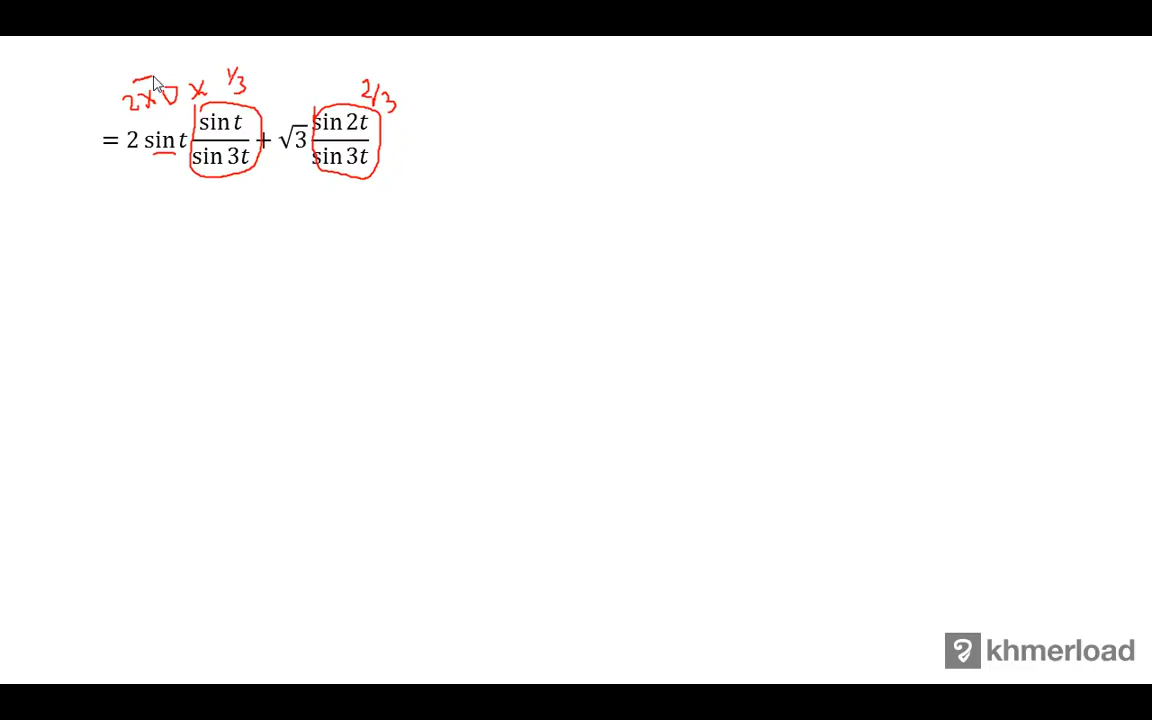 2×0 × 1/3 2/3
= 2 sin t sin t / sin 3t + √3 sin 2t / sin 3t
khmerload